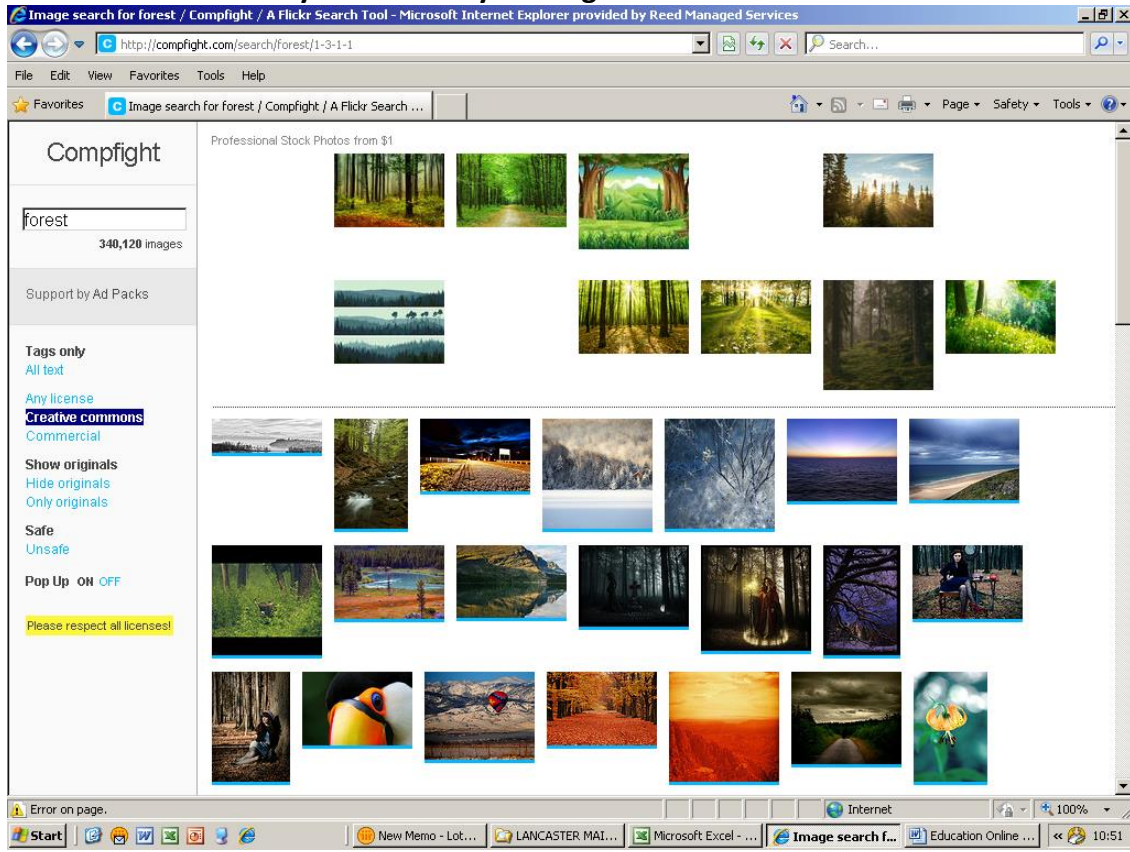 Image search for forest / Compfight / A Flickr Search Tool - Microsoft Internet Explorer provided by Reed Managed Services
http://compfight.com/search/forest/1-3-1-1
Search...
File Edit View Favorites Tools Help
Favorites
Image search for forest / Compfight / A Flickr Search ...
Page Safety Tools
Compfight
Professional Stock Photos from $1
forest
340,120 images
Support by Ad Packs
Tags only
All text
Any license
Creative commons
Commercial
Show originals
Hide originals
Only originals
Safe
Unsafe
Pop Up ON OFF
Please respect all licenses!
Error on page.
Internet
100%
Start
New Memo - Lot...
LANCASTER MAI...
Microsoft Excel - ...
Image search f...
Education Online ...
10:51